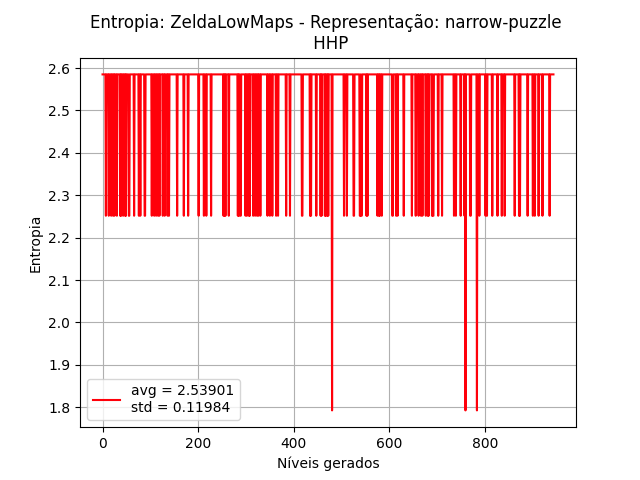 Entropia: ZeldaLowMaps - Representação: narrow-puzzle
HHP
2.6
2.5
2.4
2.3
2.2
2.1
2.0
1.9
1.8
Entropia
avg = 2.53901
std = 0.11984
0 200 400 600 800
Níveis gerados